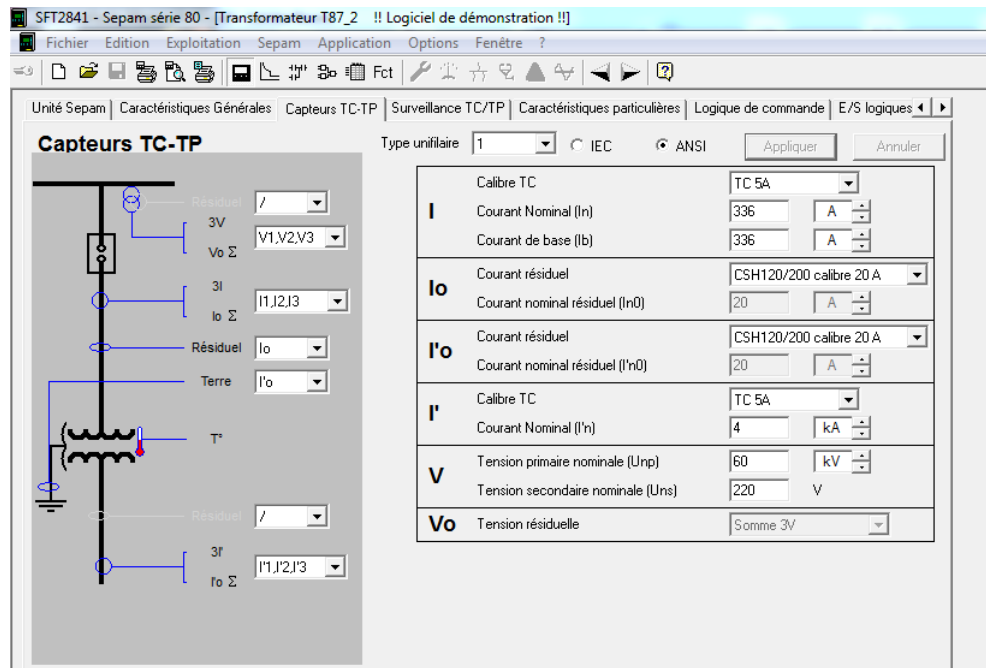 SFT2841 - Sepam série 80 - [Transformateur T87_2 !! Logiciel de démonstration !!]
Fichier Edition Exploitation Sepam Application Options Fenêtre ?
Fct
Unité Sepam Caractéristiques Générales Capteurs TC-TP Surveillance TC/TP Caractéristiques particulières Logique de commande E/S logiques
Capteurs TC-TP
Type unifilaire 1 IEC ANSI Appliquer Annuler
Résiduel /
3V
Vo Σ
V1,V2,V3
3I
Io Σ
I1,I2,I3
Résiduel Io
Terre I'o
T°
Résiduel /
3I'
I'o Σ
I'1,I'2,I'3
I
Calibre TC TC 5A
Courant Nominal (In) 336 A
Courant de base (Ib) 336 A
Io
Courant résiduel CSH120/200 calibre 20 A
Courant nominal résiduel (In0) 20 A
I'o
Courant résiduel CSH120/200 calibre 20 A
Courant nominal résiduel (I'n0) 20 A
I'
Calibre TC TC 5A
Courant Nominal (I'n) 4 kA
V
Tension primaire nominale (Unp) 60 kV
Tension secondaire nominale (Uns) 220 V
Vo Tension résiduelle Somme 3V